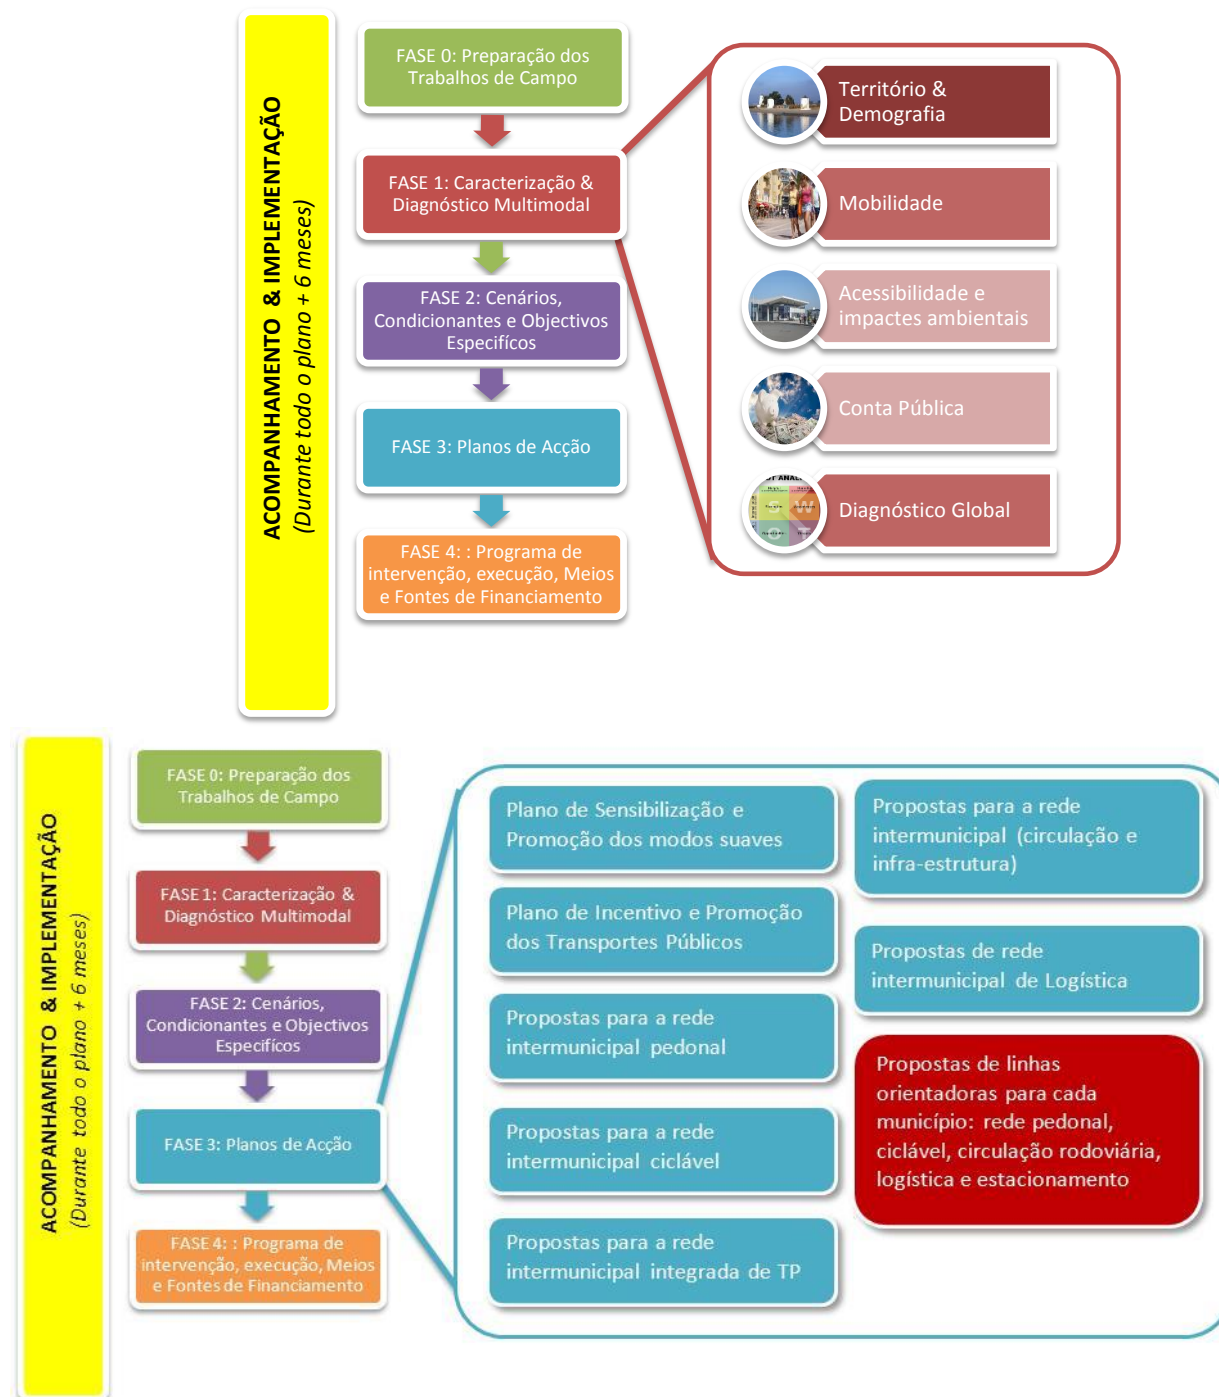 ACOMPANHAMENTO & IMPLEMENTAÇÃO
(Durante todo o plano + 6 meses)
FASE 0: Preparação dos
Trabalhos de Campo
FASE 1: Caracterização &
Diagnóstico Multimodal
FASE 2: Cenários,
Condicionantes e Objectivos
Especifícos
FASE 3: Planos de Acção
FASE 4: : Programa de
intervenção, execução, Meios
e Fontes de Financiamento
Território &
Demografia
Mobilidade
Acessibilidade e
impactes ambientais
Conta Pública
S
W
Diagnóstico Global
ACOMPANHAMENTO & IMPLEMENTAÇÃO
(Durante todo o plano + 6 meses)
FASE 0: Preparação dos
Trabalhos de Campo
FASE 1: Caracterização &
Diagnóstico Multimodal
FASE 2: Cenários,
Condicionantes e Objectivos
Especifícos
FASE 3: Planos de Acção
FASE 4: : Programa de
intervenção, execução, Meios
e Fontes de Financiamento
Plano de Sensibilização e
Promoção dos modos suaves
Plano de Incentivo e Promoção
dos Transportes Públicos
Propostas para a rede
intermunicipal pedonal
Propostas para a rede
intermunicipal ciclável
Propostas para a rede
intermunicipal integrada de TP
Propostas para a rede
intermunicipal (circulação e
infra-estrutura)
Propostas de rede
intermunicipal de Logística
Propostas de linhas
orientadoras para cada
município: rede pedonal,
ciclável, circulação rodoviária,
logística e estacionamento